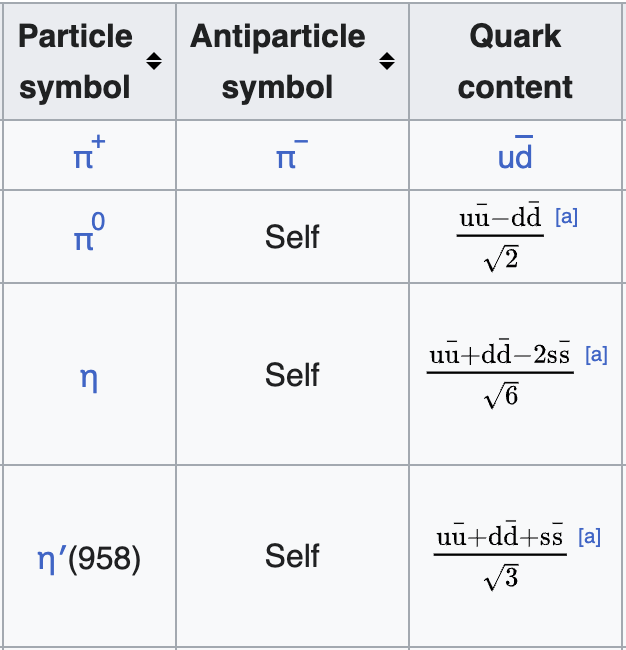 Particle symbol Antiparticle symbol Quark content
π⁺ π⁻ ud̅
π⁰ Self (uū−dd̄)/√2 [a]
η Self (uū+dd̄−2ss̄)/√6 [a]
η′(958) Self (uū+dd̄+ss̄)/√3 [a]